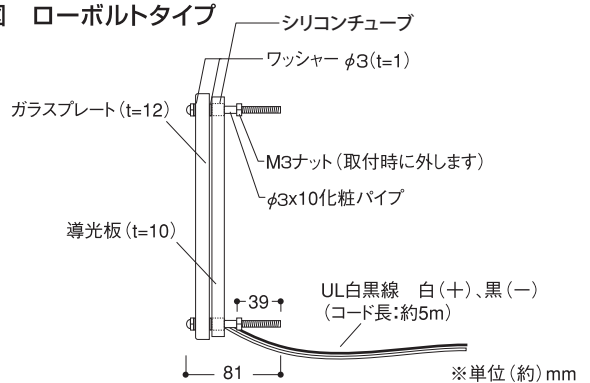 図 ローボルトタイプ
シリコンチューブ
ワッシャー φ3(t=1)
ガラスプレート(t=12)
M3ナット(取付時に外します)
φ3x10化粧パイプ
導光板(t=10)
39
UL白黒線 白(＋)、黒(ー)
(コード長:約5m)
81
※単位(約)mm